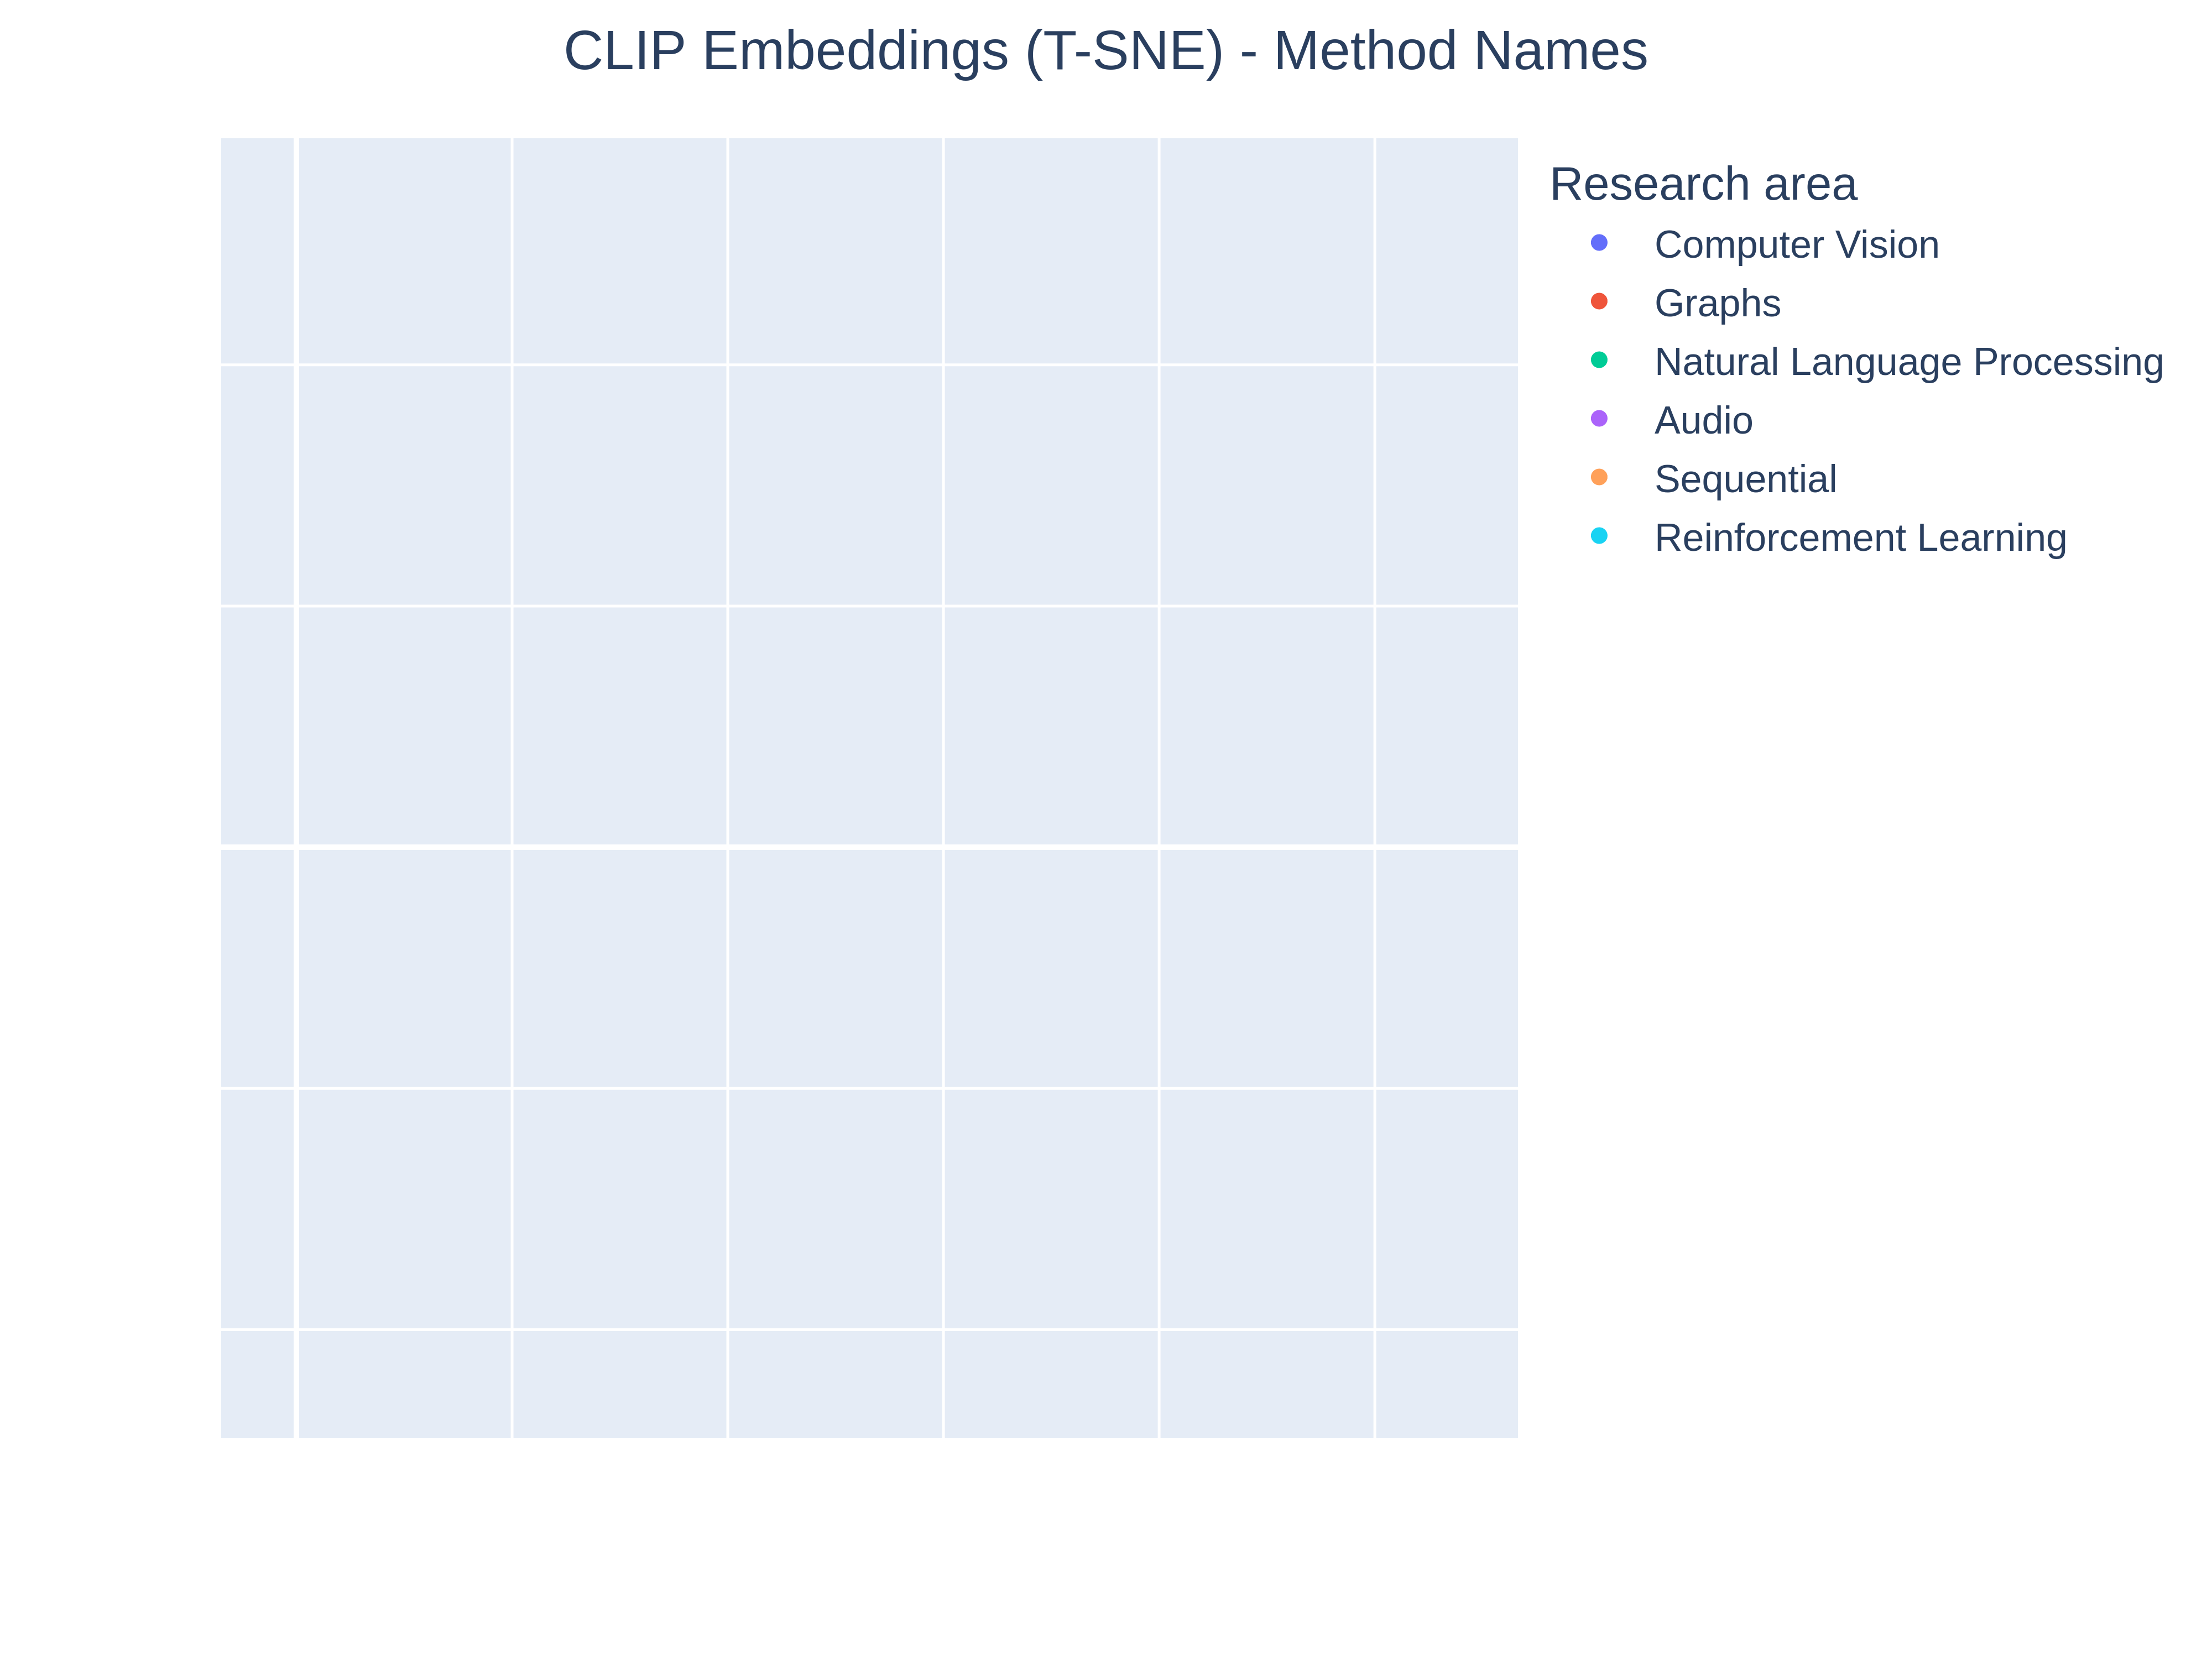 CLIP Embeddings (T-SNE) - Method Names
Research area
Computer Vision
Graphs
Natural Language Processing
Audio
Sequential
Reinforcement Learning